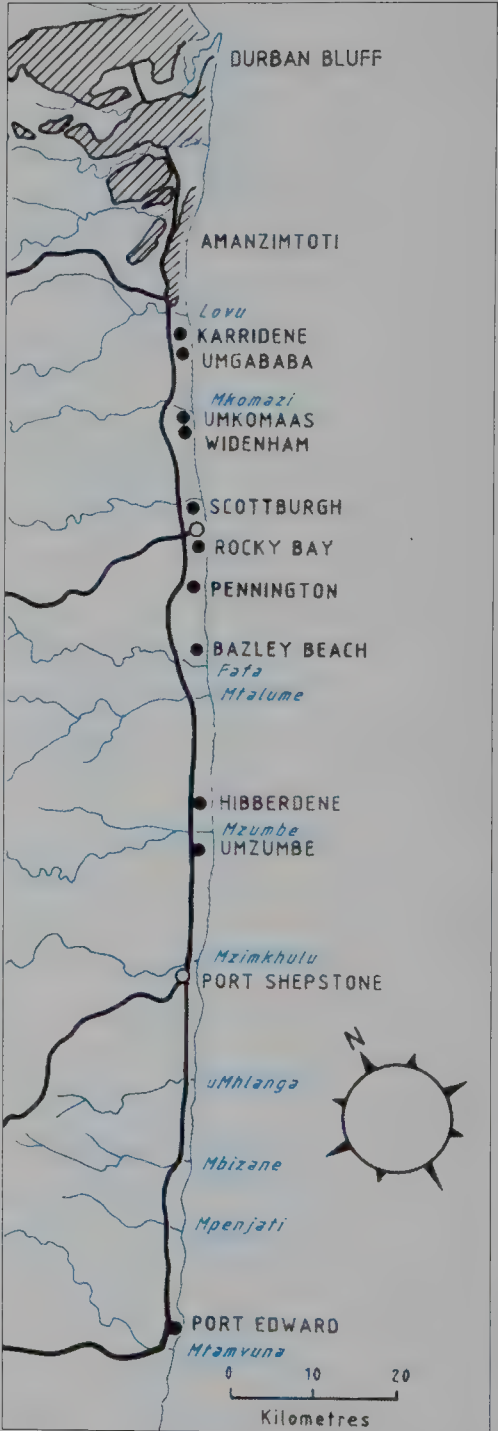 DURBAN BLUFF
AMANZIMTOTI
Lovu
KARRIDENE
UMGABABA
Mkomazi
UMKOMAAS
WIDENHAM
SCOTTBURGH
ROCKY BAY
PENNINGTON
BAZLEY BEACH
Fafa
Mtalume
HIBBERDENE
Mzumbe
UMZUMBE
Mzimkhulu
PORT SHEPSTONE
N
uMhlanga
Mbizane
Mpenjati
PORT EDWARD
Mtamvuna
0 10 20
Kilometres